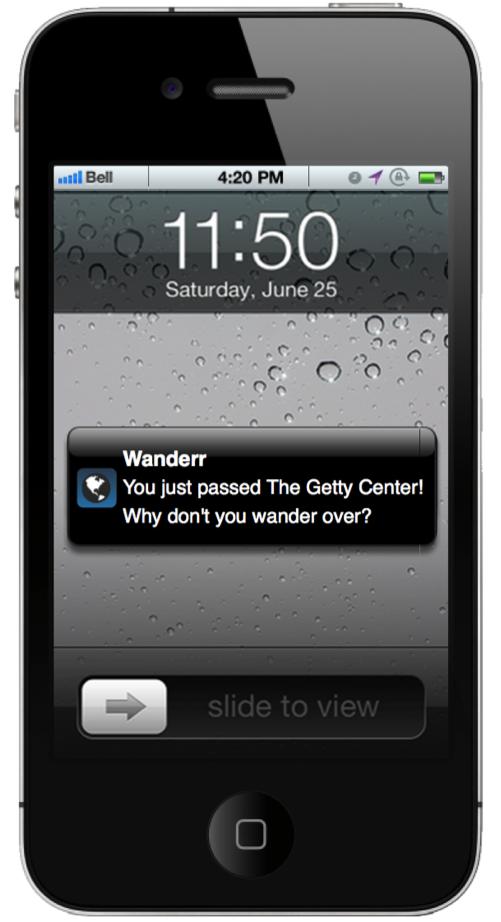 Bell 4:20 PM
11:50
Saturday, June 25
Wanderr
You just passed The Getty Center!
Why don't you wander over?
slide to view